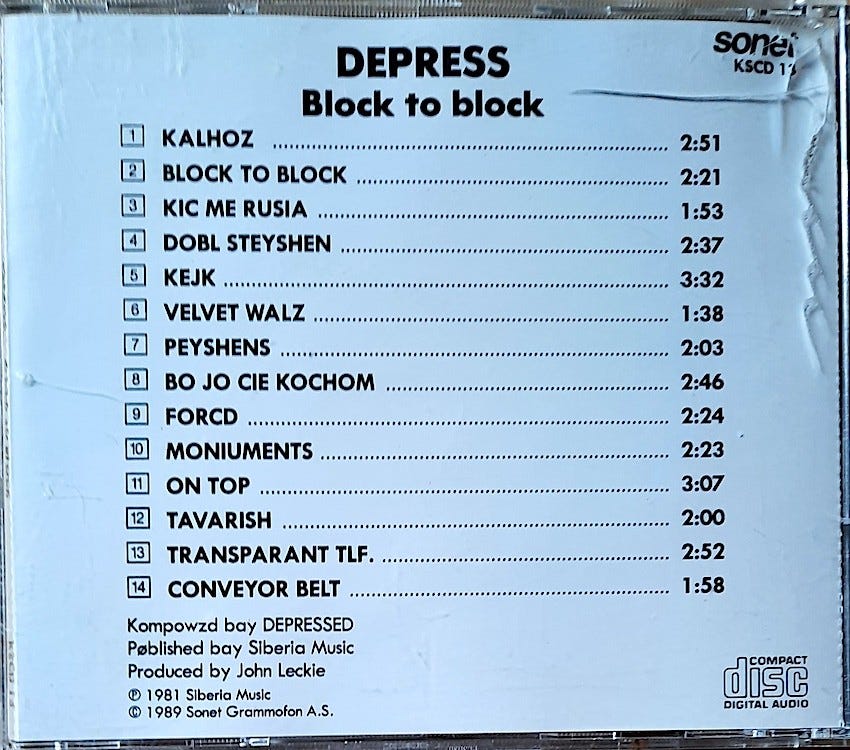 sonet
KSCD 1
DEPRESS
Block to block
1 KALHOZ 2:51
2 BLOCK TO BLOCK 2:21
3 KIC ME RUSIA 1:53
4 DOBL STEYSHEN 2:37
5 KEJK 3:32
6 VELVET WALZ 1:38
7 PEYSHENS 2:03
8 BO JO CIE KOCHOM 2:46
9 FORCD 2:24
10 MONIUMENTS 2:23
11 ON TOP 3:07
12 TAVARISH 2:00
13 TRANSPARANT TLF. 2:52
14 CONVEYOR BELT 1:58
Kompowzd bay DEPRESSED
Pøblished bay Siberia Music
Produced by John Leckie
℗ 1981 Siberia Music
© 1989 Sonet Grammofon A.S.
COMPACT
disc
DIGITAL AUDIO